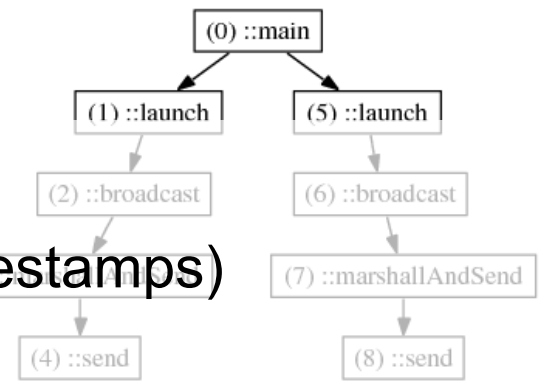 (0) ::main
(1) ::launch (5) ::launch
(2) ::broadcast (6) ::broadcast
estamps) (7) ::marshallAndSend
(4) ::send (8) ::send